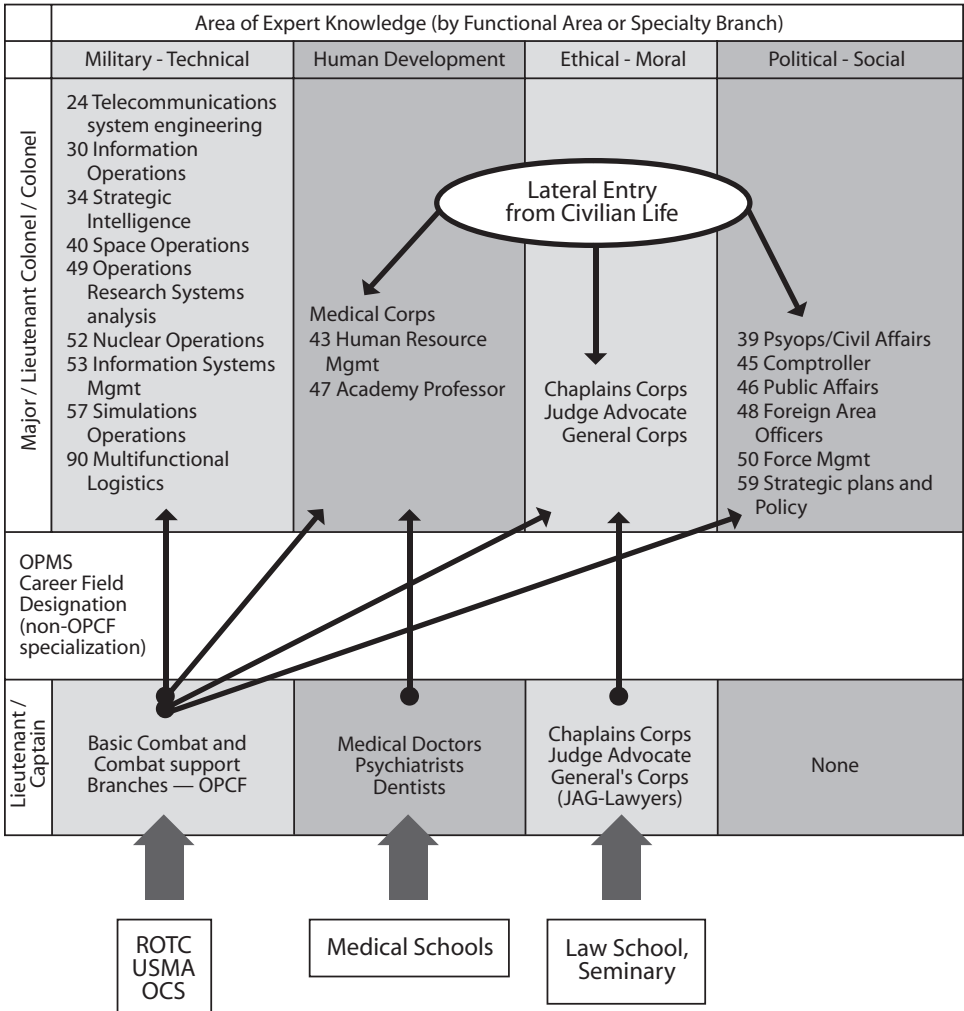 Area of Expert Knowledge (by Functional Area or Specialty Branch)
Military - Technical
Human Development
Ethical - Moral
Political - Social
Major / Lieutenant Colonel / Colonel
24 Telecommunications
system engineering
30 Information
Operations
34 Strategic
Intelligence
40 Space Operations
49 Operations
Research Systems
analysis
52 Nuclear Operations
53 Information Systems
Mgmt
57 Simulations
Operations
90 Multifunctional
Logistics
Lateral Entry
from Civilian Life
Medical Corps
43 Human Resource
Mgmt
47 Academy Professor
Chaplains Corps
Judge Advocate
General Corps
39 Psyops/Civil Affairs
45 Comptroller
46 Public Affairs
48 Foreign Area
Officers
50 Force Mgmt
59 Strategic plans and
Policy
OPMS
Career Field
Designation
(non-OPCF
specialization)
Lieutenant /
Captain
Basic Combat and
Combat support
Branches — OPCF
Medical Doctors
Psychiatrists
Dentists
Chaplains Corps
Judge Advocate
General's Corps
(JAG-Lawyers)
None
ROTC
USMA
OCS
Medical Schools
Law School,
Seminary